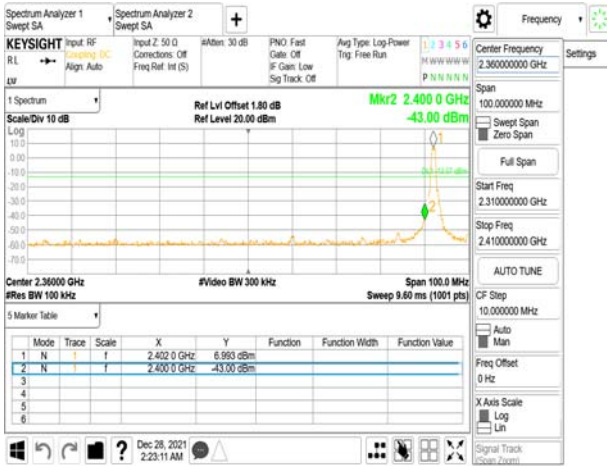 Spectrum Analyzer 1
Swept SA
Spectrum Analyzer 2
Swept SA
+
Frequency
KEYSIGHT
RL
Input: RF
Coupling: DC
Align: Auto
Input Z: 50 Ω
Corrections: Off
Freq Ref: Int (S)
#Atten: 30 dB
PNO: Fast
Gate: Off
IF Gain: Low
Sig Track: Off
Avg Type: Log-Power
Trig: Free Run
1 2 3 4 5 6
M W W W W W
P N N N N N
1 Spectrum
Scale/Div 10 dB
Ref Lvl Offset 1.80 dB
Ref Level 20.00 dBm
Mkr2 2.400 0 GHz
-43.00 dBm
Log
10.0
0.00
-10.0
-20.0
-30.0
-40.0
-50.0
-60.0
-70.0
1
2
Center 2.36000 GHz
#Res BW 100 kHz
#Video BW 300 kHz
Span 100.0 MHz
Sweep 9.60 ms (1001 pts)
5 Marker Table
Mode Trace Scale X Y Function Function Width Function Value
1 N 1 f 2.402 0 GHz 6.993 dBm
2 N 1 f 2.400 0 GHz -43.00 dBm
3
4
5
6
Dec 28, 2021
2:23:11 AM
Center Frequency
2.360000000 GHz
Settings
Span
100.000000 MHz
Swept Span
Zero Span
Full Span
Start Freq
2.310000000 GHz
Stop Freq
2.410000000 GHz
AUTO TUNE
CF Step
10.000000 MHz
Auto
Man
Freq Offset
0 Hz
X Axis Scale
Log
Lin
Signal Track
(Span Zoom)